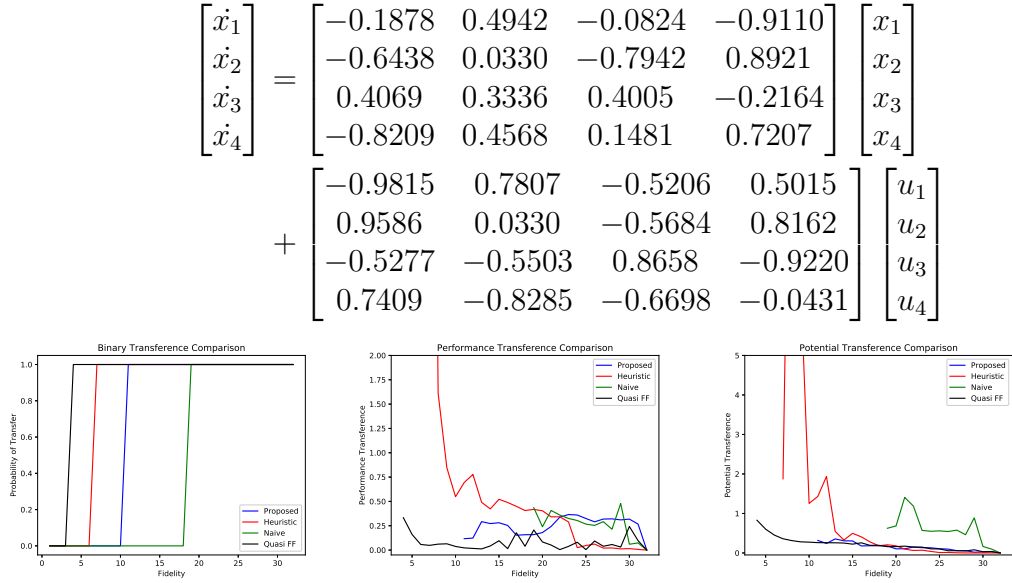 ẋ1 −0.1878 0.4942 −0.0824 −0.9110 x1
ẋ2 −0.6438 0.0330 −0.7942 0.8921 x2
=
ẋ3 0.4069 0.3336 0.4005 −0.2164 x3
ẋ4 −0.8209 0.4568 0.1481 0.7207 x4
−0.9815 0.7807 −0.5206 0.5015 u1
0.9586 0.0330 −0.5684 0.8162 u2
+
−0.5277 −0.5503 0.8658 −0.9220 u3
0.7409 −0.8285 −0.6698 −0.0431 u4
Binary Transference Comparison
Probability of Transfer
1.0
0.8
0.6
0.4
0.2
0.0
0 5 10 15 20 25 30
Fidelity
Proposed
Heuristic
Naive
Quasi FF
Performance Transference Comparison
Performance Transference
2.00
1.75
1.50
1.25
1.00
0.75
0.50
0.25
0.00
5 10 15 20 25 30
Fidelity
Proposed
Heuristic
Naive
Quasi FF
Potential Transference Comparison
Potential Transference
5
4
3
2
1
0
5 10 15 20 25 30
Fidelity
Proposed
Heuristic
Naive
Quasi FF